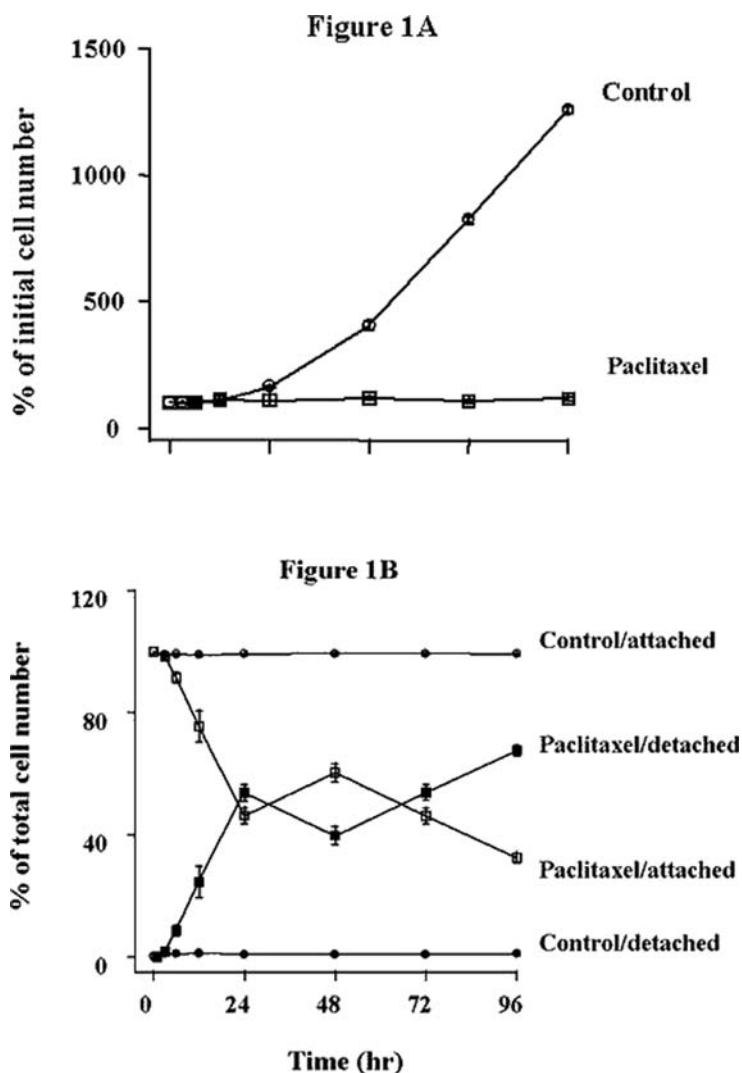 Figure 1A
1500
1000
500
0
% of initial cell number
Control
Paclitaxel
Figure 1B
120
80
40
0
% of total cell number
Control/attached
Paclitaxel/detached
Paclitaxel/attached
Control/detached
0 24 48 72 96
Time (hr)